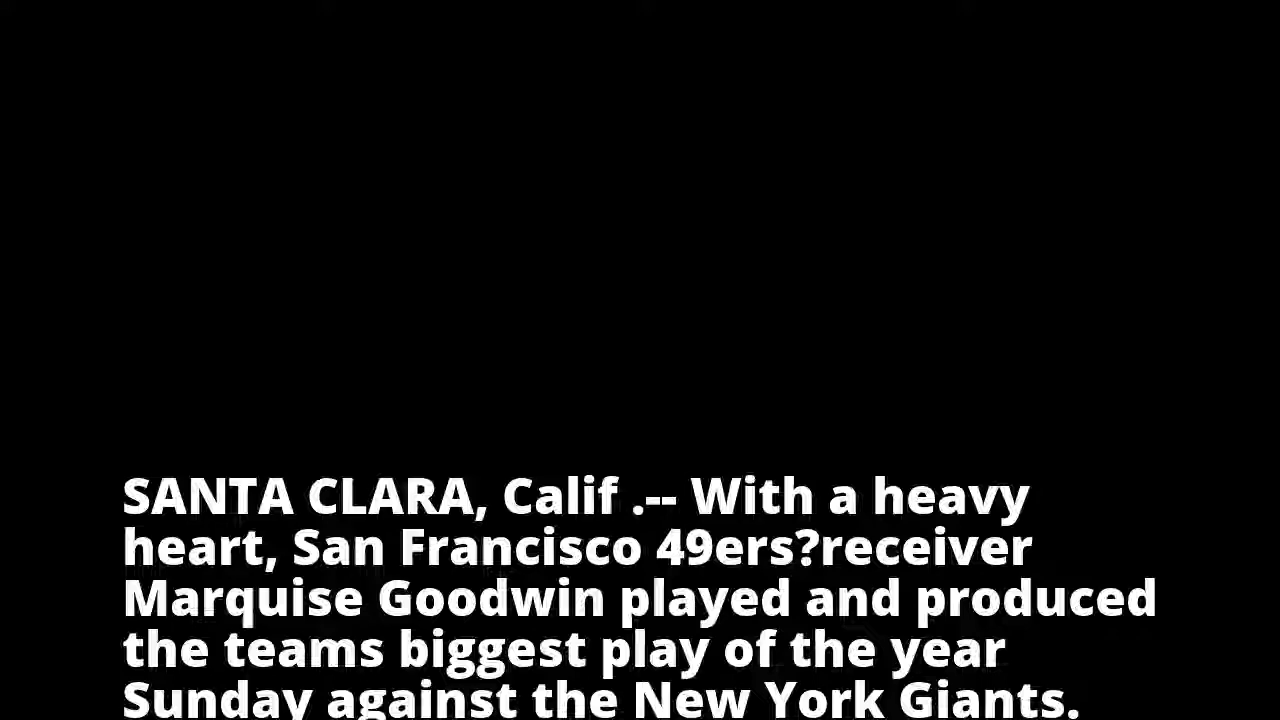 SANTA CLARA, Calif .-- With a heavy
heart, San Francisco 49ers?receiver
Marquise Goodwin played and produced
the teams biggest play of the year
Sunday against the New York Giants.